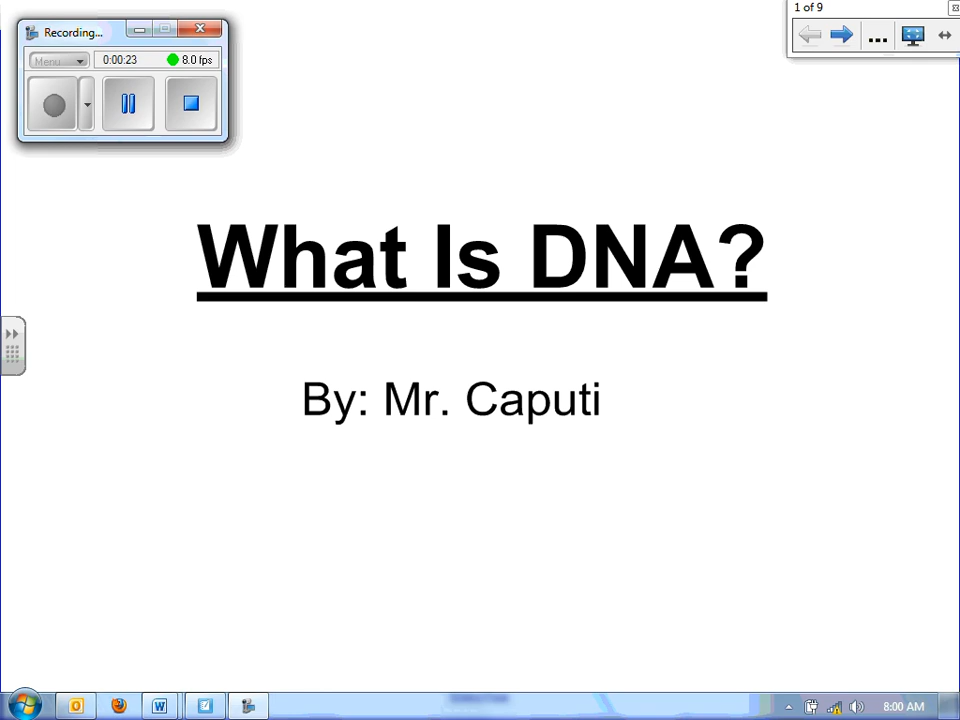 Recording...
1 of 9
Menu
0:00:23
8.0 fps
What Is DNA?
By: Mr. Caputi
8:00 AM